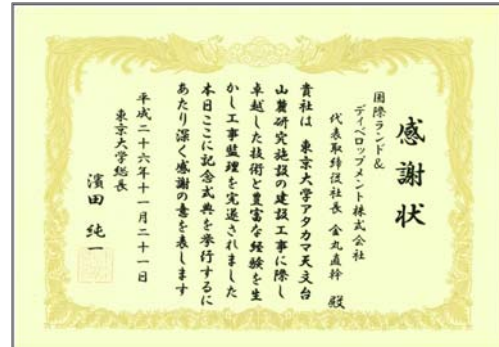 感謝状
国際ランド&
ディベロップメント株式会社
代表取締役社長 金丸直幹 殿
貴社は 東京大学アタカマ天文台
山麓研究施設の建設工事に際し
卓越した技術と豊富な経験を生
かし工事監理を完遂されました
本日ここに記念式典を挙行するに
あたり深く感謝の意を表します
平成二十六年十一月二十一日
東京大学総長
濱田 純一